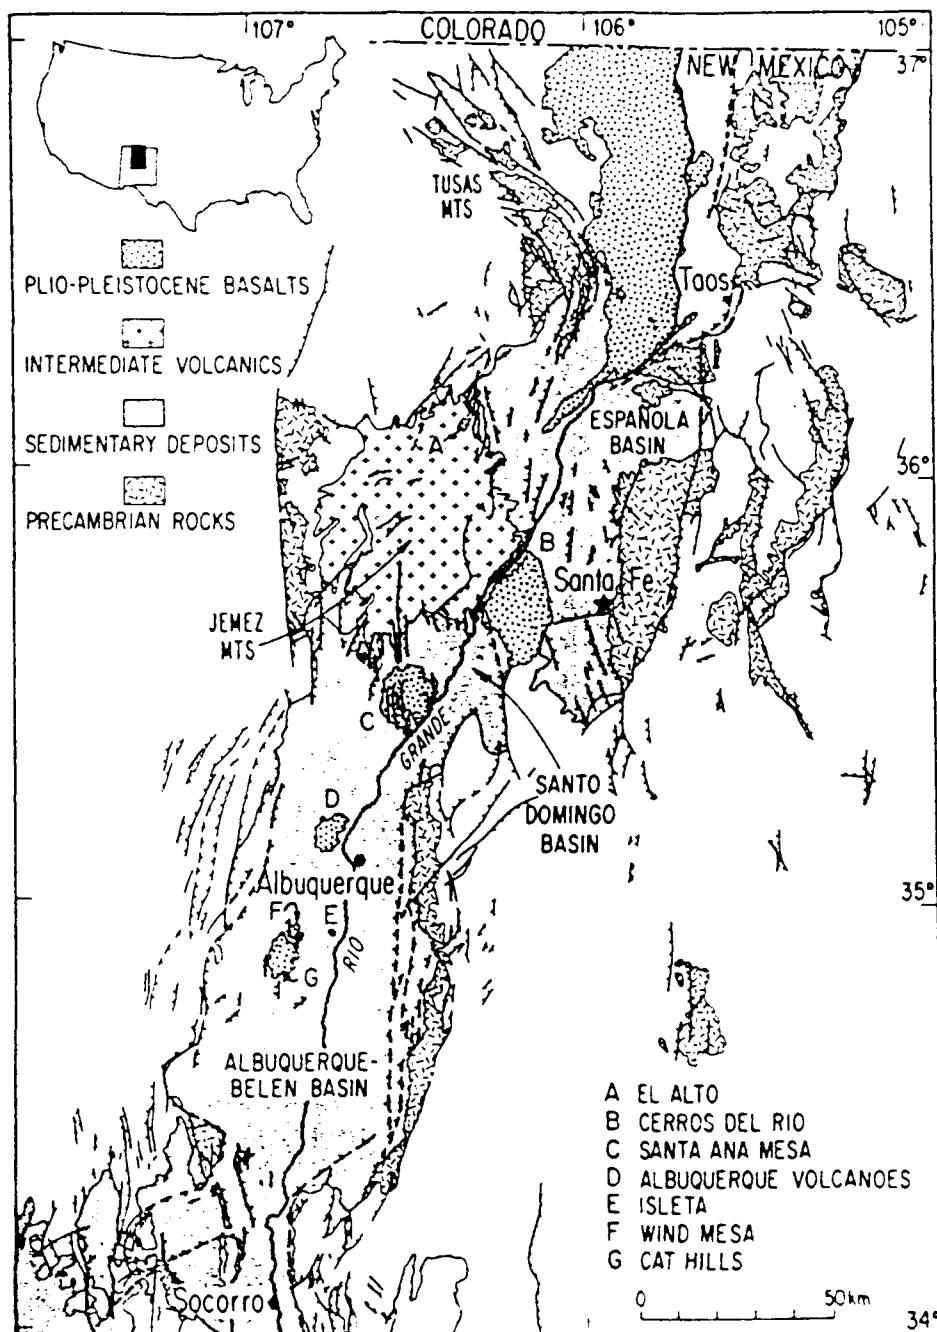 107°
COLORADO
106°
105°
NEW MEXICO
37°
TUSAS
MTS
PLIO-PLEISTOCENE BASALTS
Taos
INTERMEDIATE VOLCANICS
SEDIMENTARY DEPOSITS
ESPAÑOLA
BASIN
A
36°
PRECAMBRIAN ROCKS
B
Santa Fe
JEMEZ
MTS
C
GRANDE
SANTO
DOMINGO
BASIN
D
Albuquerque
35°
F
E
RIO
G
ALBUQUERQUE-
BELEN BASIN
A EL ALTO
B CERROS DEL RIO
C SANTA ANA MESA
D ALBUQUERQUE VOLCANOES
E ISLETA
F WIND MESA
G CAT HILLS
Socorro
0 50 km
34°